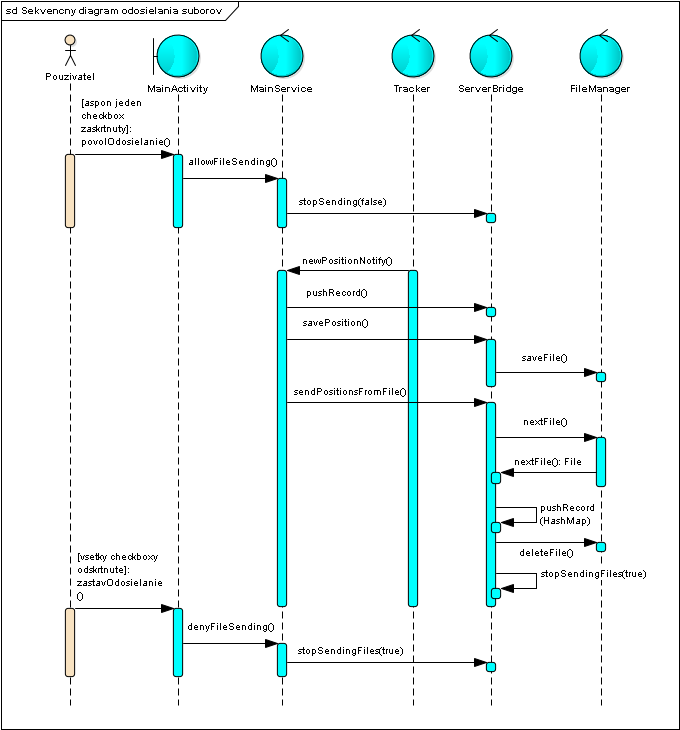 sd Sekvencny diagram odosielania suborov
Pouzivatel
MainActivity
MainService
Tracker
ServerBridge
FileManager
[aspon jeden
checkbox
zaskrtnuty]:
povolOdosielanie()
allowFileSending()
stopSending(false)
newPositionNotify()
pushRecord()
savePosition()
saveFile()
sendPositionsFromFile()
nextFile()
nextFile(): File
pushRecord
(HashMap)
deleteFile()
stopSendingFiles(true)
[vsetky checkboxy
odskrtnute]:
zastavOdosielanie
()
denyFileSending()
stopSendingFiles(true)